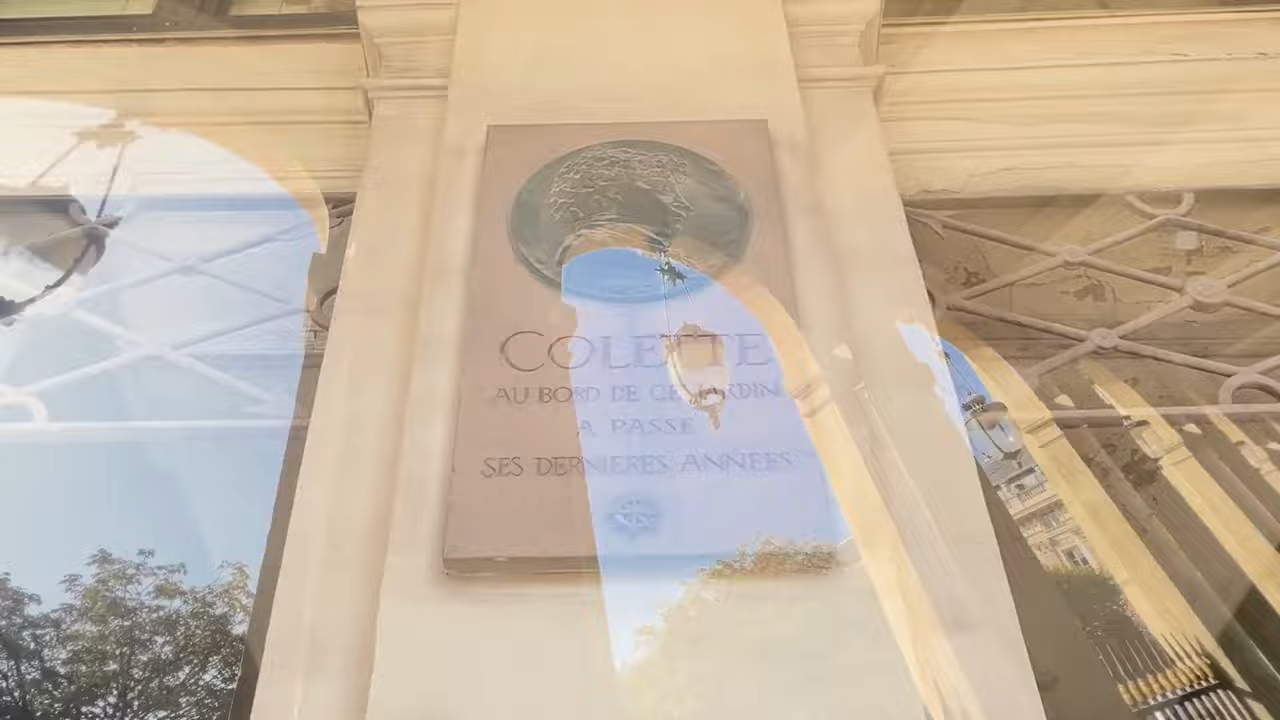 COLETTE
AU BORD DE CE JARDIN
A PASSE
SES DERNIERES ANNEES